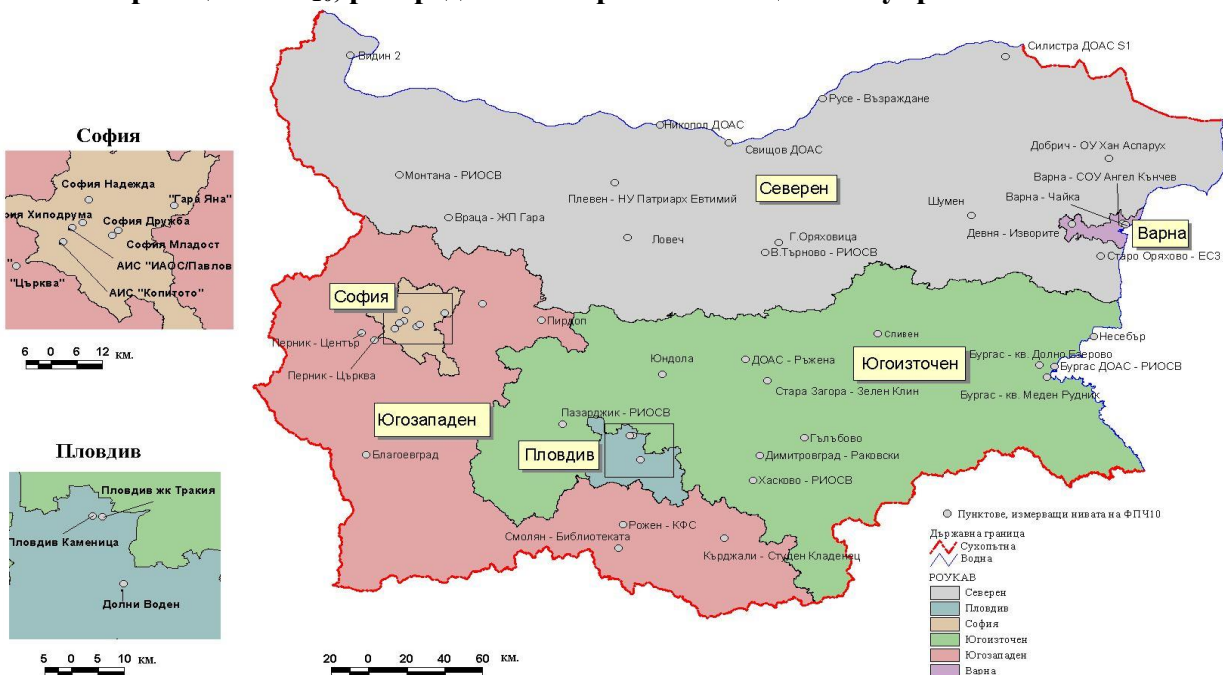 София
София Надежда
"Гара Яна"
Хиподрума
София Дружба
София Младост
АИС "ИАОС/Павлов
"Църква"
АИС "Копитото"
6 0 6 12 км.
Пловдив
Пловдив жк Тракия
Пловдив Каменица
Долни Воден
5 0 5 10 км.
Видин 2
Силистра ДОАС S1
Русе - Възраждане
Никопол ДОАС
Свищов ДОАС
Добрич - ОУ Хан Аспарух
Монтана - РИОСВ
Северен
Варна - СОУ Ангел Кънчев
Плевен - НУ Патриарх Евтимий
Варна - Чайка
Враца - ЖП Гара
Шумен
Ловеч
Девня - Изворите
Варна
Г.Оряховица
В.Търново - РИОСВ
Старо Оряхово - ЕСЗ
София
Пирдоп
Перник - Център
Сливен
Несебър
Перник - Църква
Юндола
ДОАС - Ръжена
Югоизточен
Бургас - кв. Долно Езерово
Бургас ДОАС - РИОСВ
Стара Загора - Зелен Клин
Бургас - кв. Меден Рудник
Югозападен
Пазарджик - РИОСВ
Гълъбово
Благоевград
Пловдив
Димитровград - Раковски
Хасково - РИОСВ
Рожен - КФС
Смолян - Библиотеката
Кърджали - Студен Кладенец
Пунктове, измерващи нивата на ФПЧ10
Държавна граница
Сухопътна
Водна
РОУКАВ
Северен
Пловдив
София
Югоизточен
Югозападен
Варна
20 0 20 40 60 км.